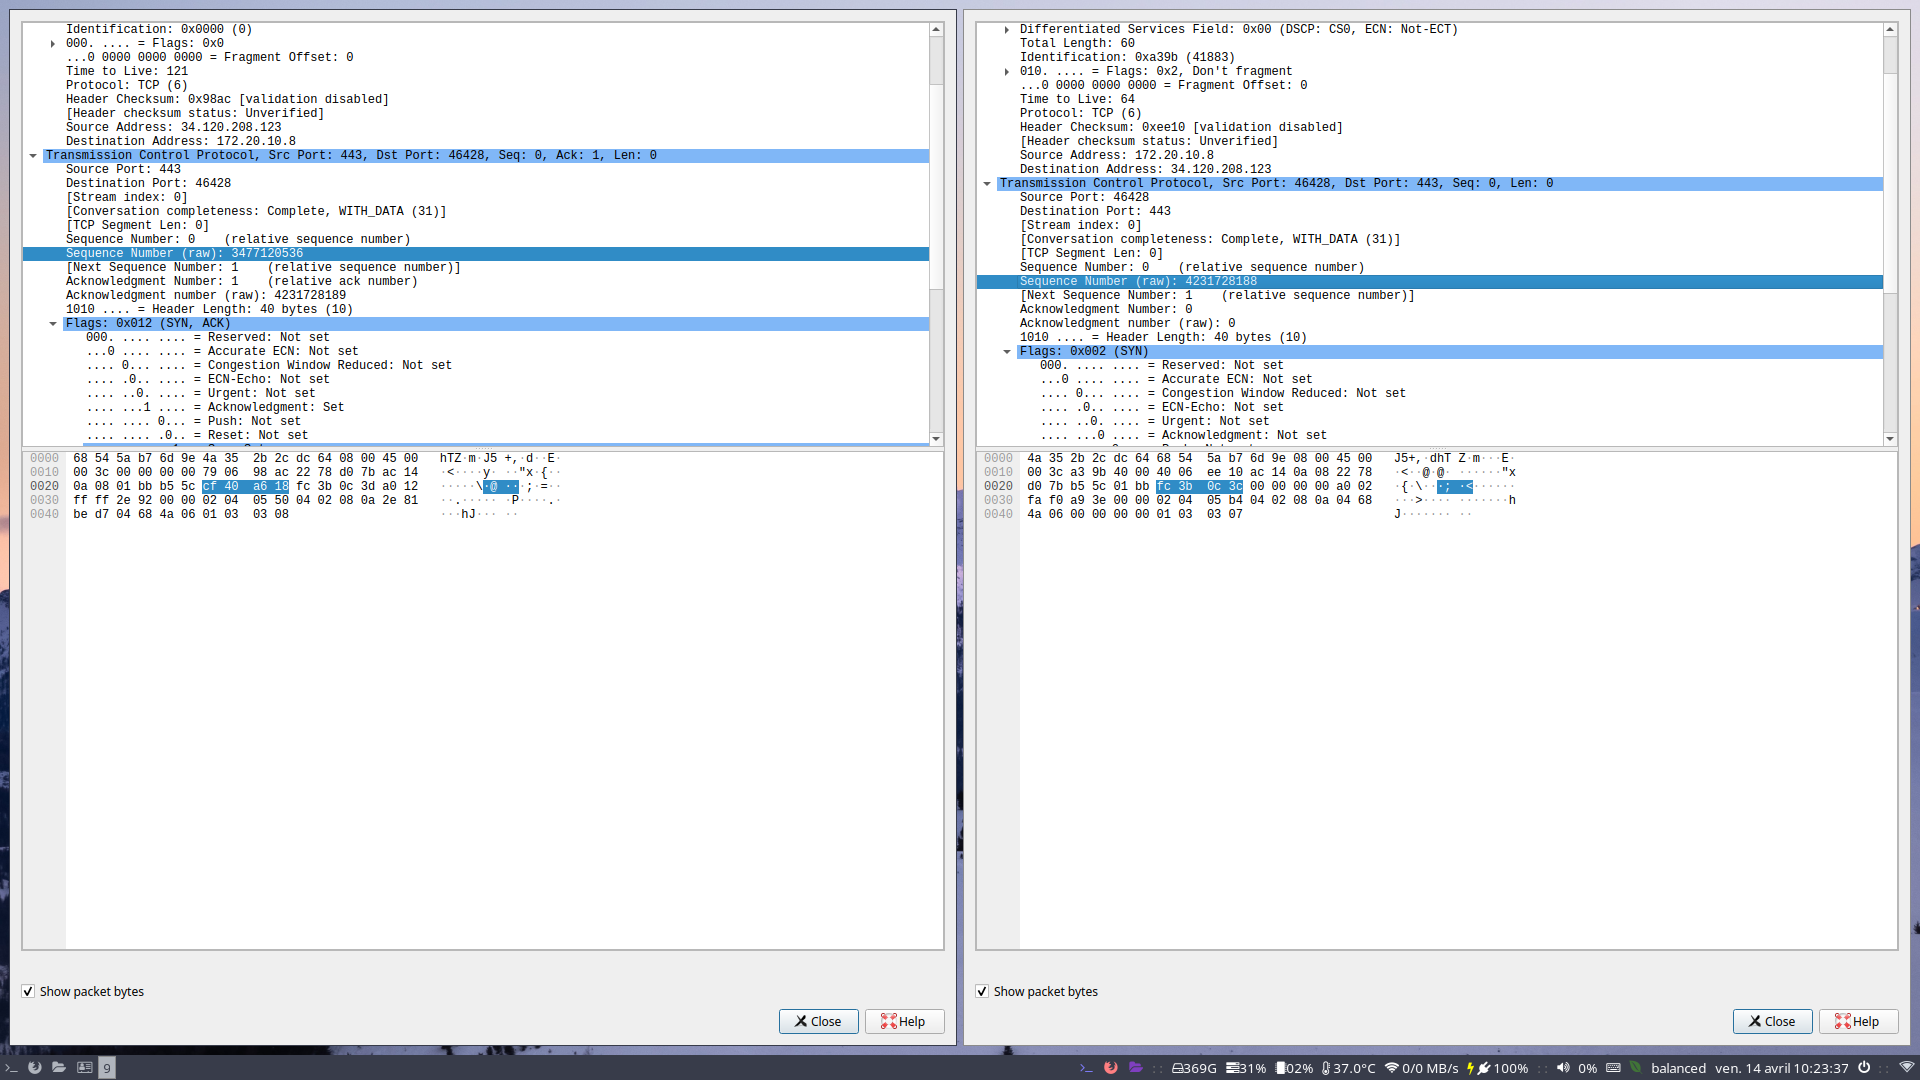 Identification: 0x0000 (0)
000. .... = Flags: 0x0
...0 0000 0000 0000 = Fragment Offset: 0
Time to Live: 121
Protocol: TCP (6)
Header Checksum: 0x98ac [validation disabled]
[Header checksum status: Unverified]
Source Address: 34.120.208.123
Destination Address: 172.20.10.8
Transmission Control Protocol, Src Port: 443, Dst Port: 46428, Seq: 0, Ack: 1, Len: 0
Source Port: 443
Destination Port: 46428
[Stream index: 0]
[Conversation completeness: Complete, WITH_DATA (31)]
[TCP Segment Len: 0]
Sequence Number: 0    (relative sequence number)
Sequence Number (raw): 3477120536
[Next Sequence Number: 1    (relative sequence number)]
Acknowledgment Number: 1    (relative ack number)
Acknowledgment number (raw): 4231728189
1010 .... = Header Length: 40 bytes (10)
Flags: 0x012 (SYN, ACK)
000. .... .... = Reserved: Not set
...0 .... .... = Accurate ECN: Not set
.... 0... .... = Congestion Window Reduced: Not set
.... .0.. .... = ECN-Echo: Not set
.... ..0. .... = Urgent: Not set
.... ...1 .... = Acknowledgment: Set
.... .... 0... = Push: Not set
.... .... .0.. = Reset: Not set
0000 68 54 5a b7 6d 9e 4a 35 2b 2c dc 64 08 00 45 00 hTZ·m·J5 +,·d··E·
0010 00 3c 00 00 00 00 79 06 98 ac 22 78 d0 7b ac 14 ·<····y· ··"x·{··
0020 0a 08 01 bb b5 5c cf 40 a6 18 fc 3b 0c 3d a0 12 ·····\·@ ···;·=··
0030 ff ff 2e 92 00 00 02 04 05 50 04 02 08 0a 2e 81 ··.····· ·P····.·
0040 be d7 04 68 4a 06 01 03 03 08 ···hJ··· ··
Show packet bytes
Close
Help
Differentiated Services Field: 0x00 (DSCP: CS0, ECN: Not-ECT)
Total Length: 60
Identification: 0xa39b (41883)
010. .... = Flags: 0x2, Don't fragment
...0 0000 0000 0000 = Fragment Offset: 0
Time to Live: 64
Protocol: TCP (6)
Header Checksum: 0xee10 [validation disabled]
[Header checksum status: Unverified]
Source Address: 172.20.10.8
Destination Address: 34.120.208.123
Transmission Control Protocol, Src Port: 46428, Dst Port: 443, Seq: 0, Len: 0
Source Port: 46428
Destination Port: 443
[Stream index: 0]
[Conversation completeness: Complete, WITH_DATA (31)]
[TCP Segment Len: 0]
Sequence Number: 0    (relative sequence number)
Sequence Number (raw): 4231728188
[Next Sequence Number: 1    (relative sequence number)]
Acknowledgment Number: 0
Acknowledgment number (raw): 0
1010 .... = Header Length: 40 bytes (10)
Flags: 0x002 (SYN)
000. .... .... = Reserved: Not set
...0 .... .... = Accurate ECN: Not set
.... 0... .... = Congestion Window Reduced: Not set
.... .0.. .... = ECN-Echo: Not set
.... ..0. .... = Urgent: Not set
.... ...0 .... = Acknowledgment: Not set
0000 4a 35 2b 2c dc 64 68 54 5a b7 6d 9e 08 00 45 00 J5+,·dhT Z·m···E·
0010 00 3c a3 9b 40 00 40 06 ee 10 ac 14 0a 08 22 78 ·<··@·@· ······"x
0020 d0 7b b5 5c 01 bb fc 3b 0c 3c 00 00 00 00 a0 02 ·{·\···; ·<······
0030 fa f0 a9 3e 00 00 02 04 05 b4 04 02 08 0a 04 68 ···>···· ·······h
0040 4a 06 00 00 00 00 01 03 03 07 J······· ··
Show packet bytes
Close
Help
9
369G 31% 02% 37.0°C 0/0 MB/s 100% 0% balanced ven. 14 avril 10:23:37